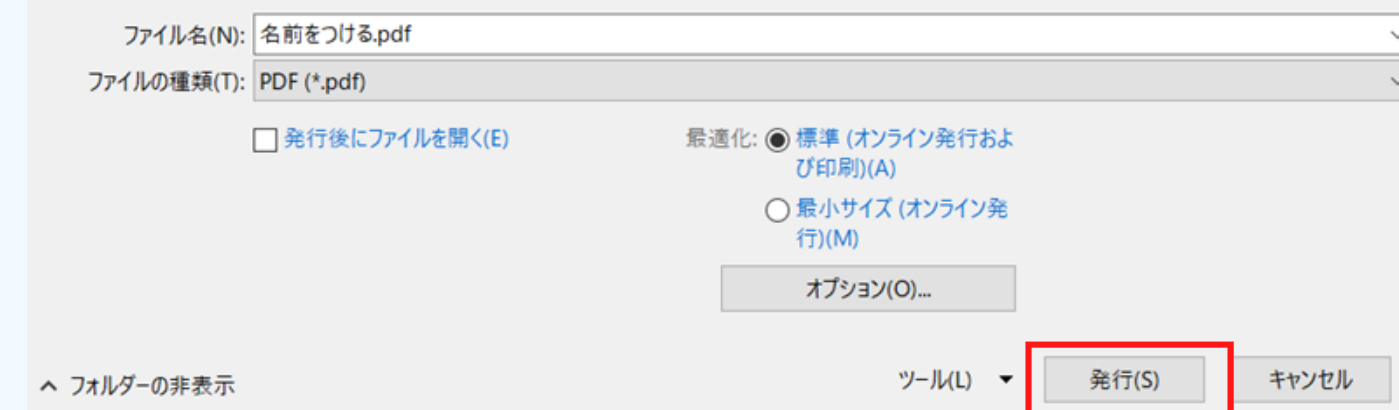 ファイル名(N): 名前をつける.pdf
ファイルの種類(T): PDF (*.pdf)
発行後にファイルを開く(E)
最適化: 標準 (オンライン発行およ
び印刷)(A)
最小サイズ (オンライン発
行)(M)
オプション(O)...
フォルダーの非表示
ツール(L)
発行(S)
キャンセル